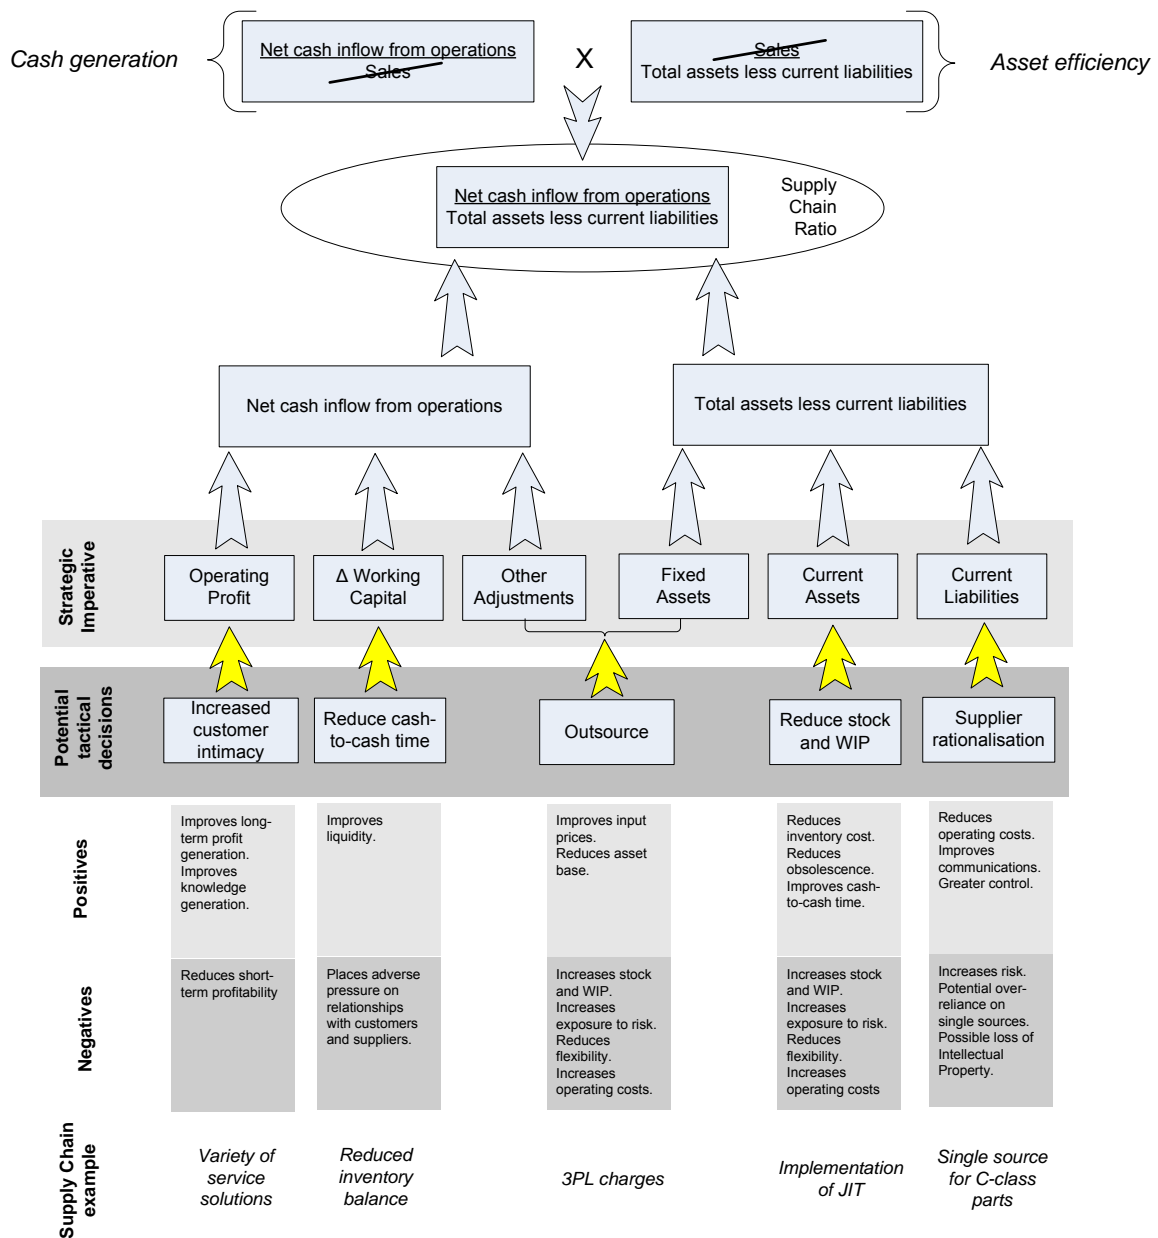 Cash generation
Net cash inflow from operations
Sales
X
Sales
Total assets less current liabilities
Asset efficiency
Net cash inflow from operations
Total assets less current liabilities
Supply
Chain
Ratio
Net cash inflow from operations
Total assets less current liabilities
Strategic
Imperative
Operating
Profit
Δ Working
Capital
Other
Adjustments
Fixed
Assets
Current
Assets
Current
Liabilities
Potential
tactical
decisions
Increased
customer
intimacy
Reduce cash-
to-cash time
Outsource
Reduce stock
and WIP
Supplier
rationalisation
Positives
Improves long-
term profit
generation.
Improves
knowledge
generation.
Improves
liquidity.
Improves input
prices.
Reduces asset
base.
Reduces
inventory cost.
Reduces
obsolescence.
Improves cash-
to-cash time.
Reduces
operating costs.
Improves
communications.
Greater control.
Negatives
Reduces short-
term profitability
Places adverse
pressure on
relationships
with customers
and suppliers.
Increases stock
and WIP.
Increases
exposure to risk.
Reduces
flexibility.
Increases
operating costs.
Increases stock
and WIP.
Increases
exposure to risk.
Reduces
flexibility.
Increases
operating costs
Increases risk.
Potential over-
reliance on
single sources.
Possible loss of
Intellectual
Property.
Supply Chain
example
Variety of
service
solutions
Reduced
inventory
balance
3PL charges
Implementation
of JIT
Single source
for C-class
parts